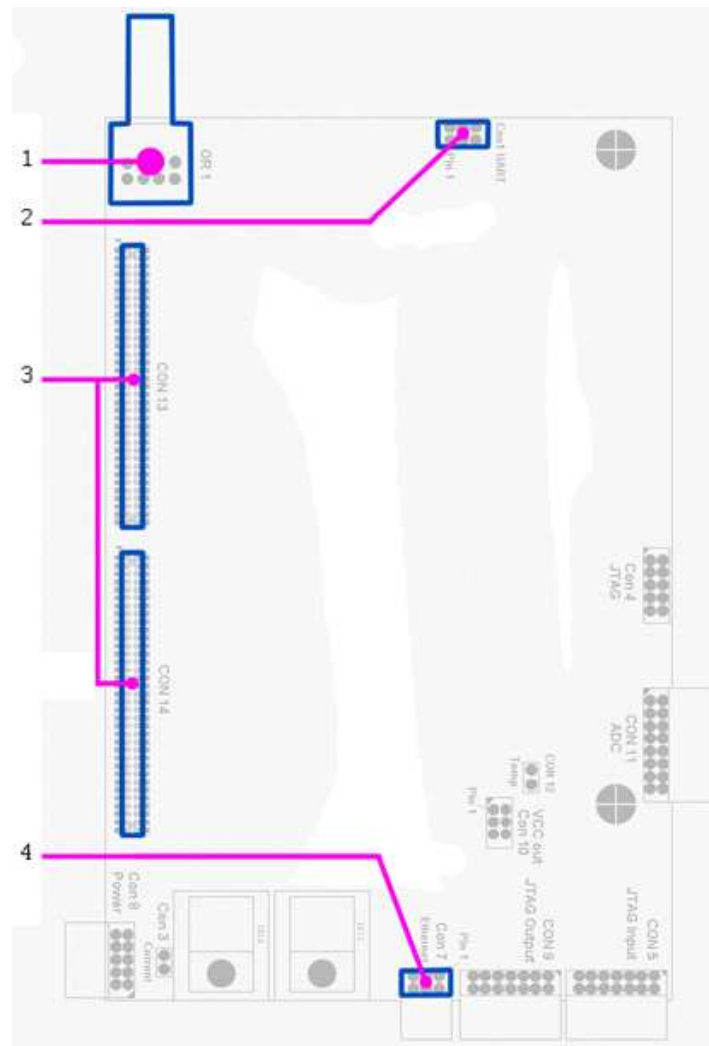 1
OR 1
Con1 UART
Pin 1
2
3
CON 13
Con 4
JTAG
CON 14
CON 11
ADC
CON 12
Temp
Pin 1
VCC out
Con 10
4
Con 8
Power
Con 3
Current
Con 7
Ethernet
Pin 1
CON 9
JTAG Output
CON 5
JTAG Input